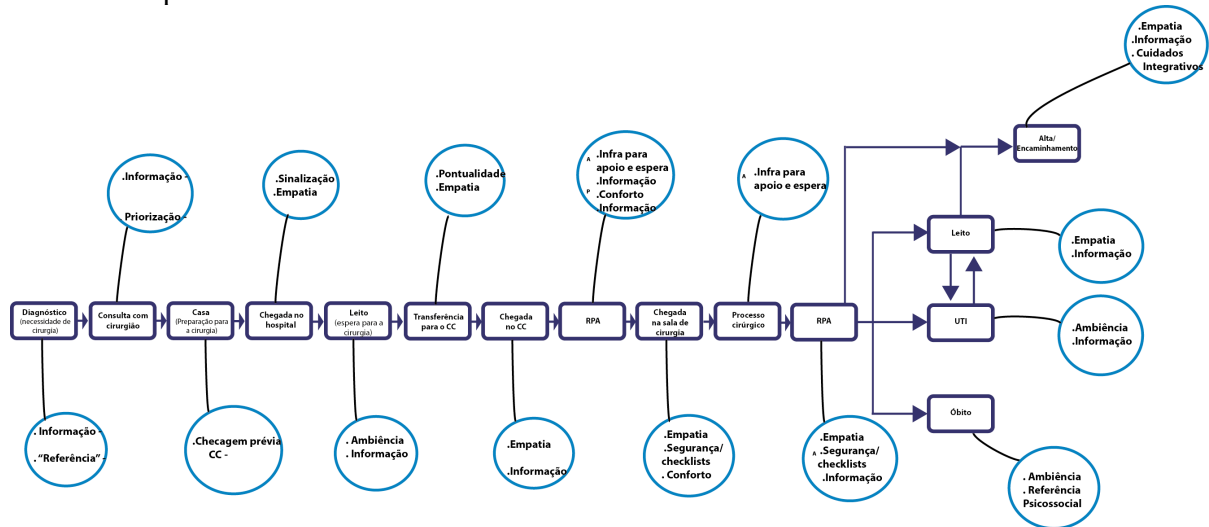 .Empatia
.Informação
. Cuidados
Integrativos
Alta/
Encaminhamento
.Informação -
Priorização -
.Sinalização
.Empatia
.Pontualidade
.Empatia
A .Infra para
apoio e espera
.Informação
P .Conforto
.Informação
A .Infra para
apoio e espera
Leito
.Empatia
.Informação
Diagnóstico
(necessidade de
cirurgia)
Consulta com
cirurgião
Casa
(Preparação para
a cirurgia)
Chegada no
hospital
Leito
(espera para a
cirurgia)
Transferência
para o CC
Chegada
no CC
RPA
Chegada
na sala de
cirurgia
Processo
cirúrgico
RPA
UTI
.Ambiência
.Informação
Óbito
. Informação -
. “Referência” -
.Checagem prévia
CC -
. Ambiência
. Informação
.Empatia
.Informação
.Empatia
.Segurança/
checklists
. Conforto
.Empatia
A .Segurança/
checklists
.Informação
. Ambiência
. Referência
Psicossocial